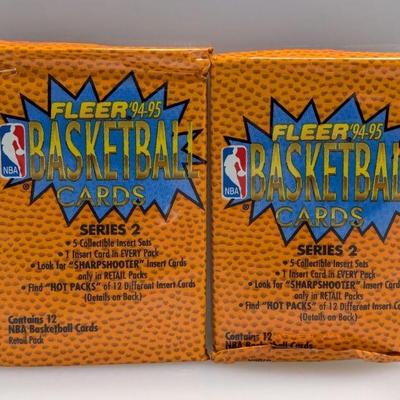 FLEER '94-95
NBA
®
BASKETBALL
CARDS
SERIES 2
• 5 Collectible Insert Sets
• 1 Insert Card in EVERY Pack
• Look for "SHARPSHOOTER" Insert Cards
only in RETAIL Packs
• Find "HOT PACKS" of 12 Different Insert Cards
(Details on Back)
Contains 12
NBA Basketball Cards
Retail Pack
FLEER '94-95
NBA
®
BASKETBAL
CARDS
SERIES 2
• 5 Collectible Insert Sets
• 1 Insert Card in EVERY Pack
• Look for "SHARPSHOOTER" Insert Cards
only in RETAIL Packs
• Find "HOT PACKS" of 12 Different Insert Card
(Details on Back)
Contains 12
NBA Basketball Cards